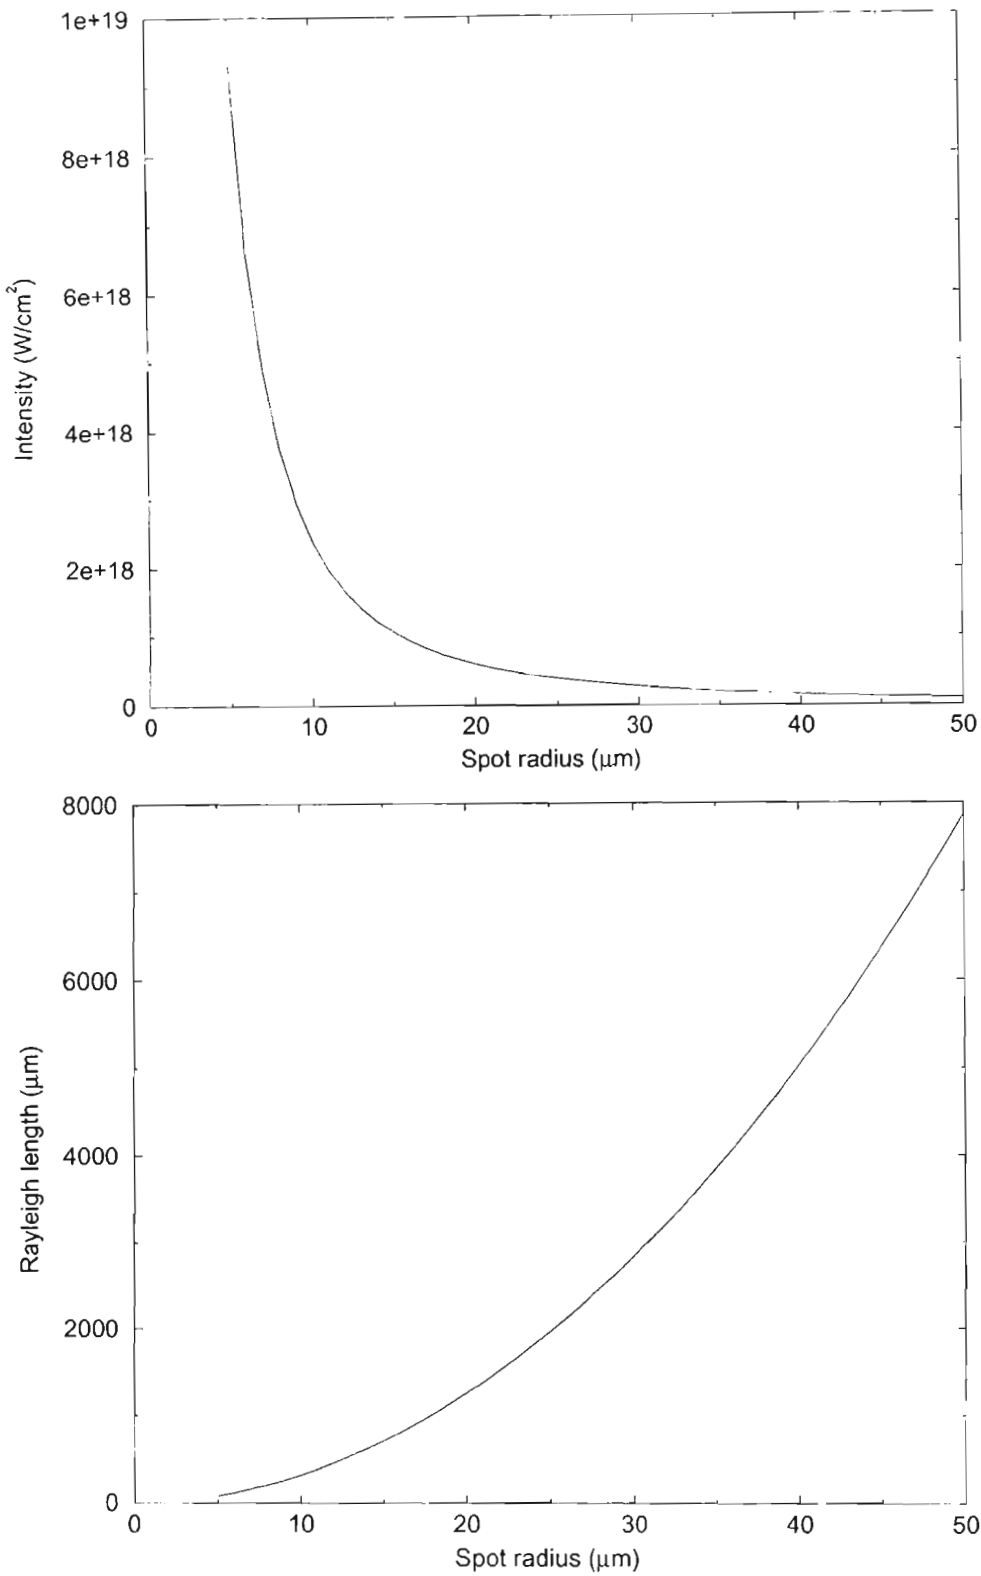 1e+19
8e+18
6e+18
4e+18
2e+18
0
Intensity (W/cm²)
0 10 20 30 40 50
Spot radius (μm)
8000
6000
4000
2000
0
Rayleigh length (μm)
0 10 20 30 40 50
Spot radius (μm)